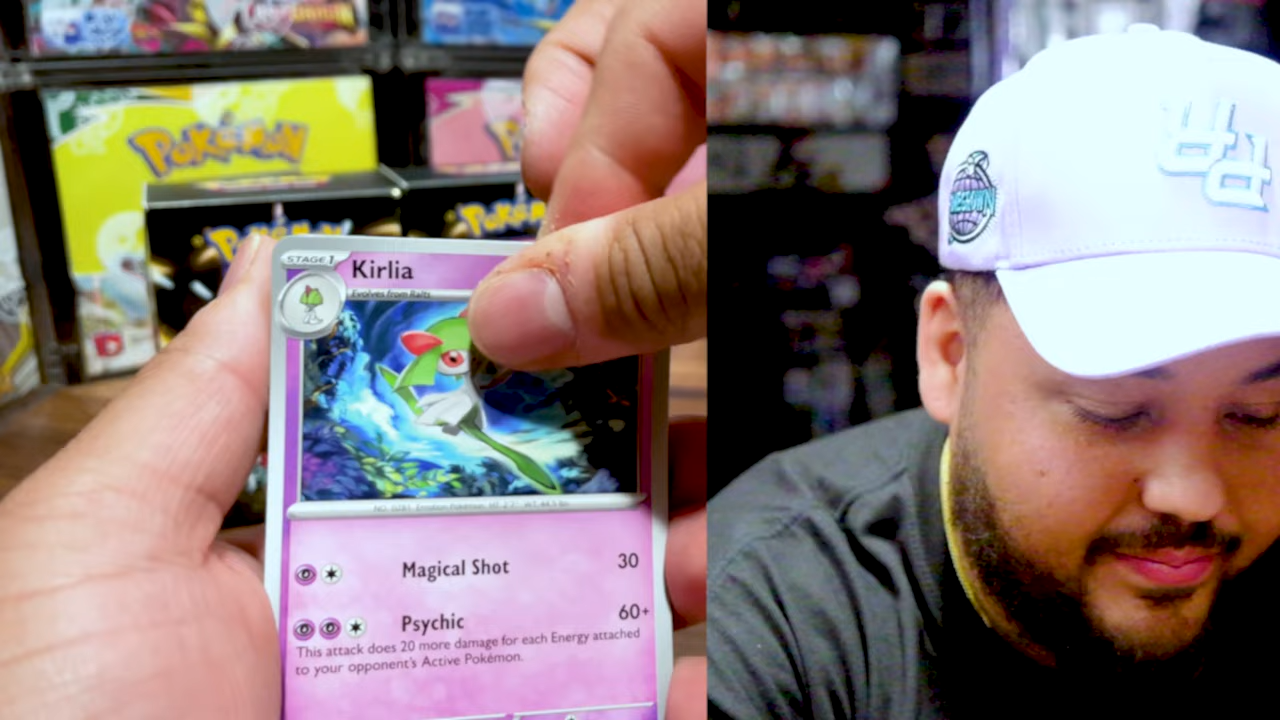 POKÉMON
POKÉMON
STAGE 1
Kirlia
Evolves from Ralts
Magical Shot
30
Psychic
60+
This attack does 20 more damage for each Energy attached
to your opponent's Active Pokémon.